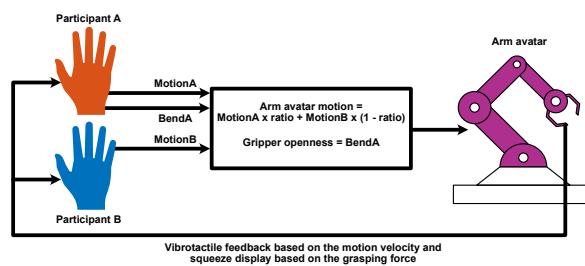 Participant A
Arm avatar
MotionA
BendA
Arm avatar motion =
MotionA x ratio + MotionB x (1 - ratio)
Gripper openness = BendA
MotionB
Participant B
Vibrotactile feedback based on the motion velocity and
squeeze display based on the grasping force